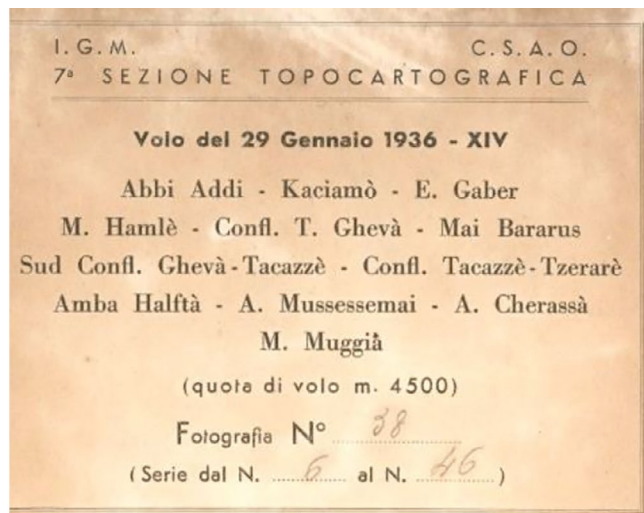 I. G. M. C. S. A. O.
7ª SEZIONE TOPOCARTOGRAFICA
Volo del 29 Gennaio 1936 - XIV
Abbi Addi - Kaciamò - E. Gaber
M. Hamlè - Confl. T. Ghevà - Mai Bararus
Sud Confl. Ghevà - Tacazzè - Confl. Tacazzè - Tzerarè
Amba Halftà - A. Mussessemai - A. Cherassà
M. Muggià
(quota di volo m. 4500)
Fotografia N° 38
(Serie dal N. 6 al N. 46)